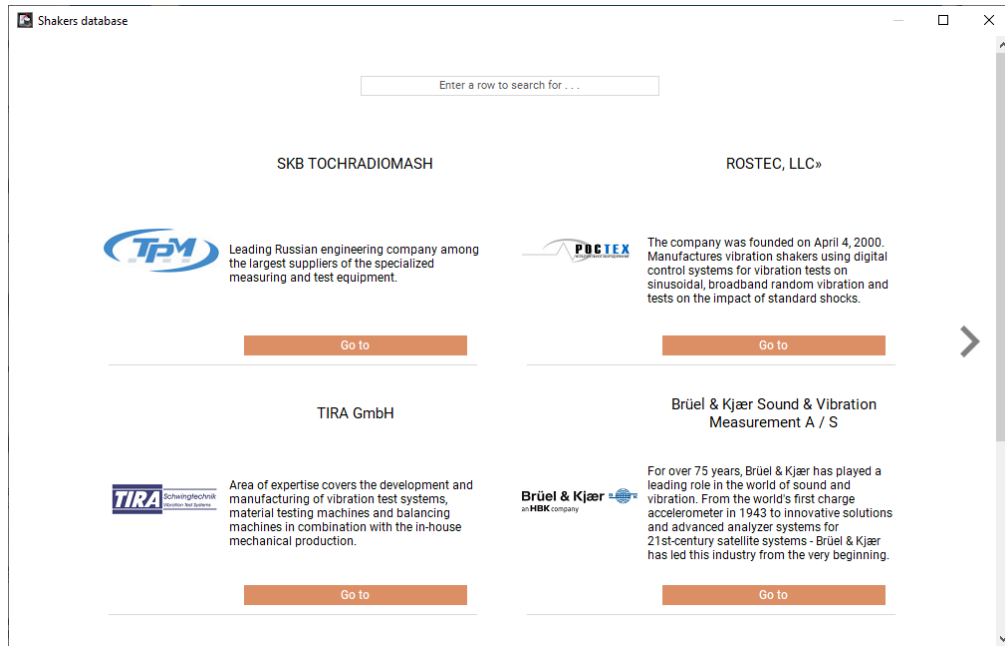 Shakers database
Enter a row to search for . . .
SKB TOCHRADIOMASH
TPM
Leading Russian engineering company among
the largest suppliers of the specialized
measuring and test equipment.
Go to
ROSTEC, LLC»
РОСТЕХ
The company was founded on April 4, 2000.
Manufactures vibration shakers using digital
control systems for vibration tests on
sinusoidal, broadband random vibration and
tests on the impact of standard shocks.
Go to
TIRA GmbH
TIRA Schwingtechnik
Vibration Test Systems
Area of expertise covers the development and
manufacturing of vibration test systems,
material testing machines and balancing
machines in combination with the in-house
mechanical production.
Go to
Brüel & Kjær Sound & Vibration
Measurement A / S
Brüel & Kjær
an HBK company
For over 75 years, Brüel & Kjær has played a
leading role in the world of sound and
vibration. From the world's first charge
accelerometer in 1943 to innovative solutions
and advanced analyzer systems for
21st-century satellite systems - Brüel & Kjær
has led this industry from the very beginning.
Go to